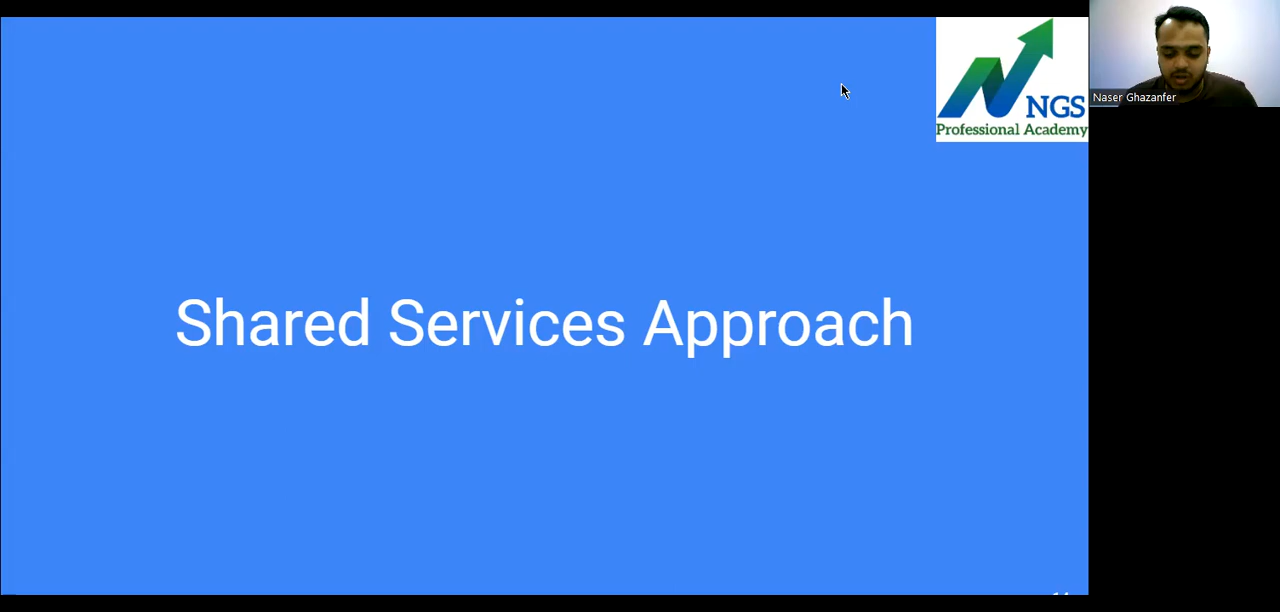 NGS
Professional Academy
Naser Ghazanfer
Shared Services Approach